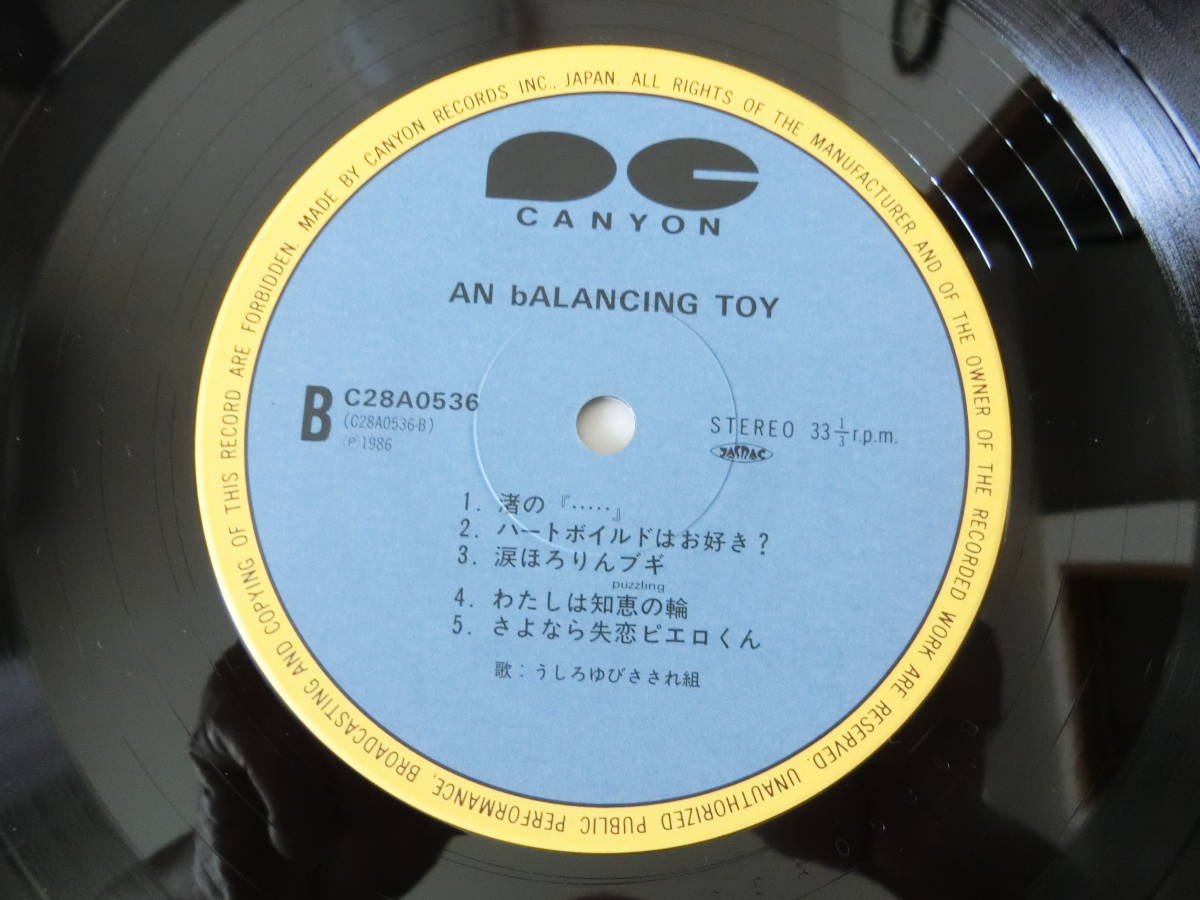 MADE BY CANYON RECORDS INC., JAPAN. ALL RIGHTS OF THE MANUFACTURER AND OF THE OWNER OF THE RECORDED WORK ARE RESERVED. UNAUTHORIZED PUBLIC PERFORMANCE, BROADCASTING AND COPYING OF THIS RECORD ARE FORBIDDEN.
CANYON
AN bALANCING TOY
B
C28A0536
(C28A0536-B)
Ⓟ1986
STEREO 33 1/3 r.p.m.
JASRAC
1. 渚の『……』
2. ハートボイルドはお好き？
3. 涙ほろりんブギ
puzzling
4. わたしは知恵の輪
5. さよなら失恋ピエロくん
歌：うしろゆびさされ組